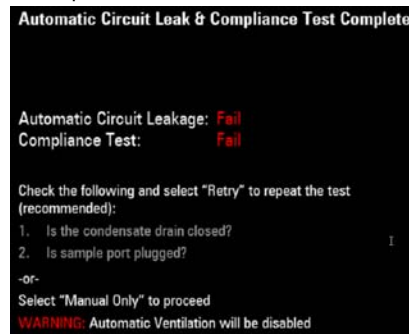 Automatic Circuit Leak & Compliance Test Complete
Automatic Circuit Leakage: Fail
Compliance Test: Fail
Check the following and select "Retry" to repeat the test
(recommended):
1. Is the condensate drain closed?
2. Is sample port plugged?
-or-
Select "Manual Only" to proceed
WARNING: Automatic Ventilation will be disabled